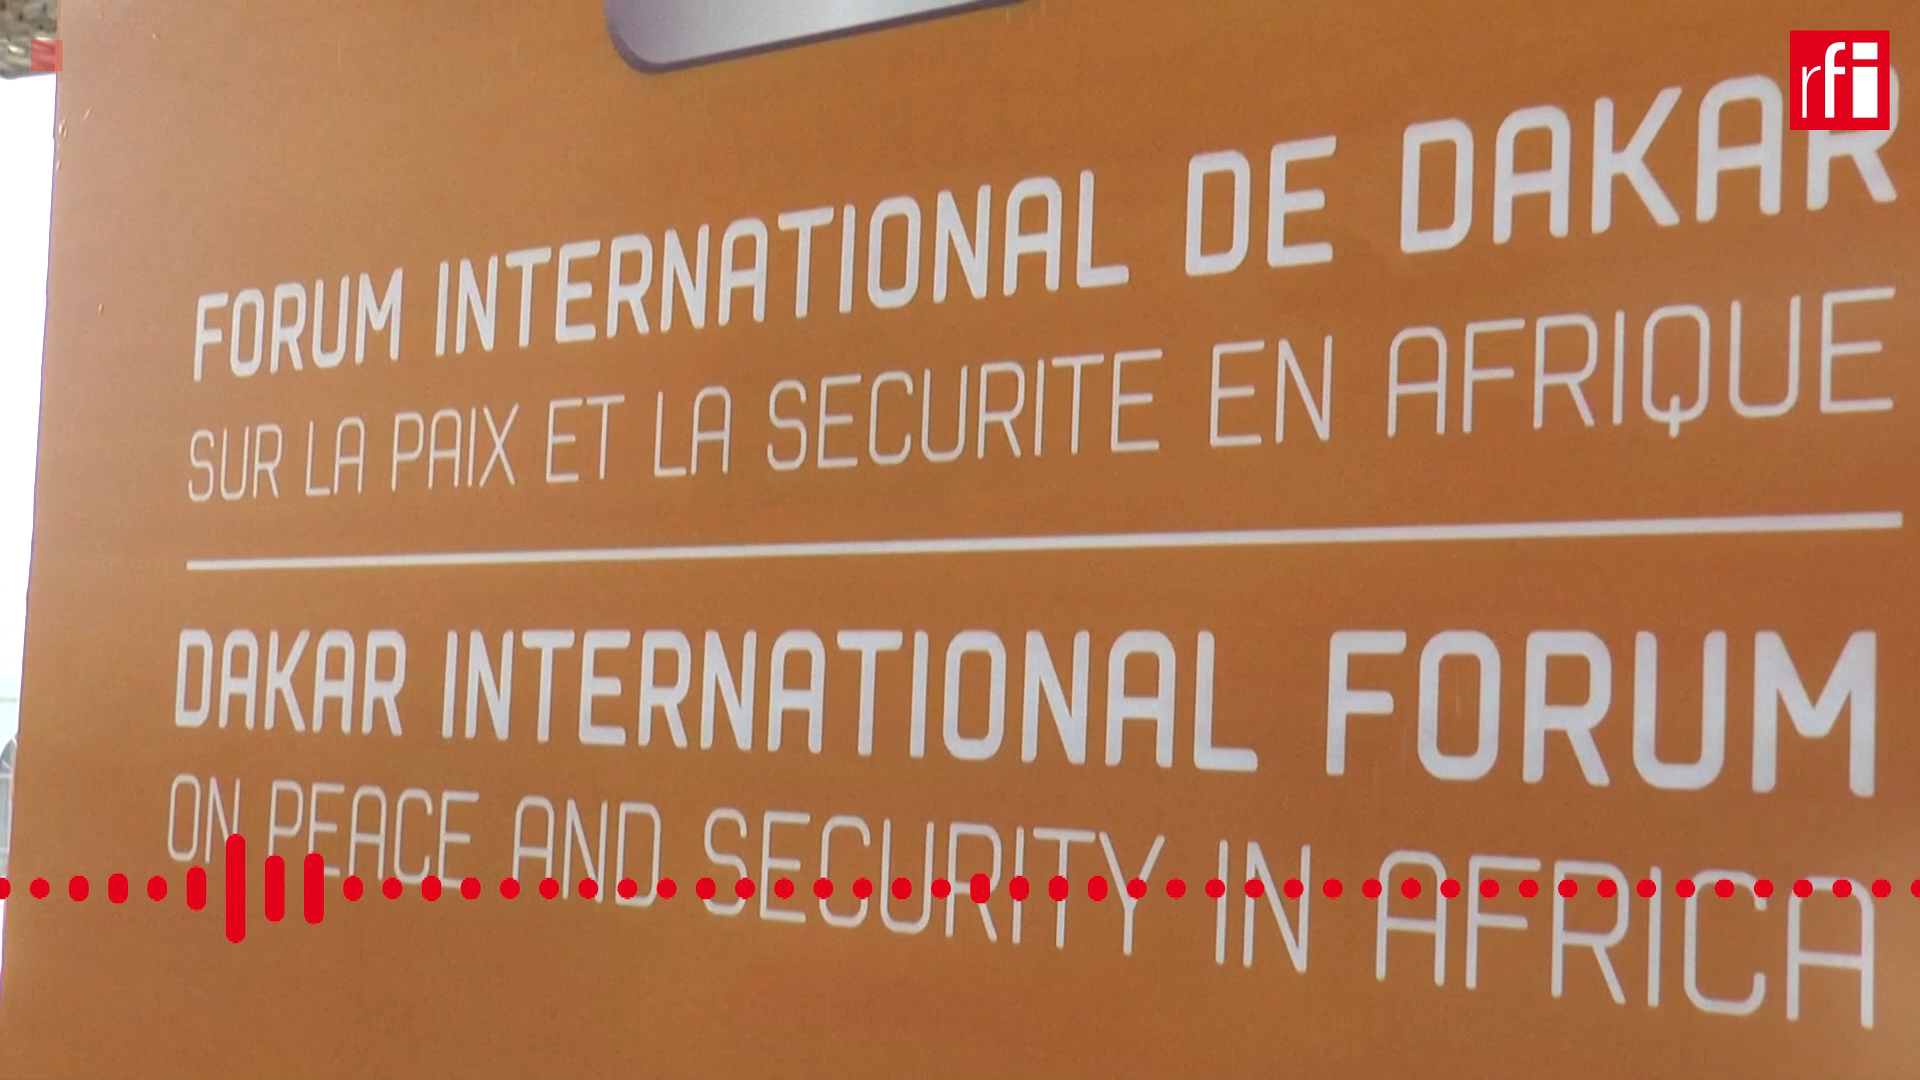 rfi
FORUM INTERNATIONAL DE DAKAR
SUR LA PAIX ET LA SECURITE EN AFRIQUE
DAKAR INTERNATIONAL FORUM
ON PEACE AND SECURITY IN AFRICA